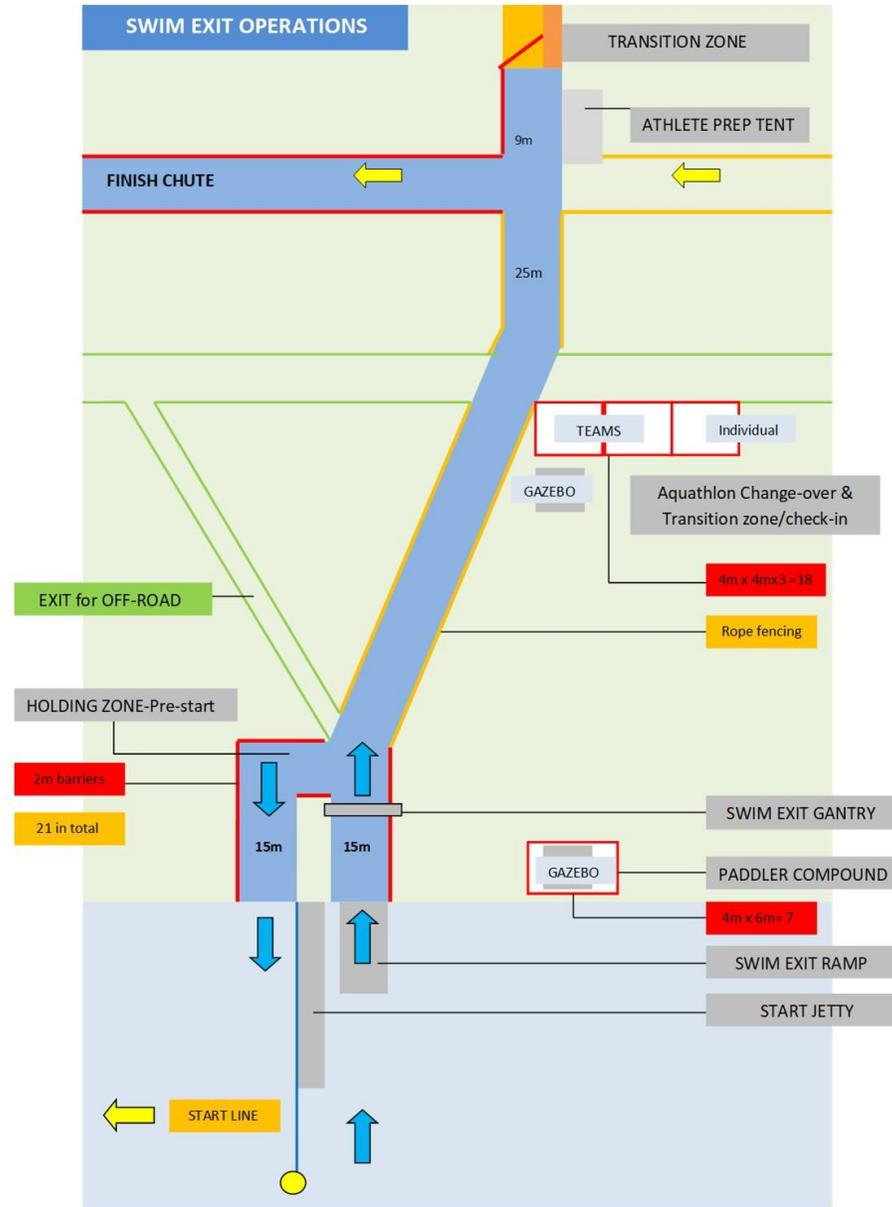 SWIM EXIT OPERATIONS
TRANSITION ZONE
ATHLETE PREP TENT
9m
FINISH CHUTE
25m
TEAMS
Individual
GAZEBO
Aquathlon Change-over &
Transition zone/check-in
4m x 4mx3 =18
EXIT for OFF-ROAD
Rope fencing
HOLDING ZONE-Pre-start
2m barriers
21 in total
15m
15m
SWIM EXIT GANTRY
GAZEBO
PADDLER COMPOUND
4m x 6m= 7
SWIM EXIT RAMP
START JETTY
START LINE